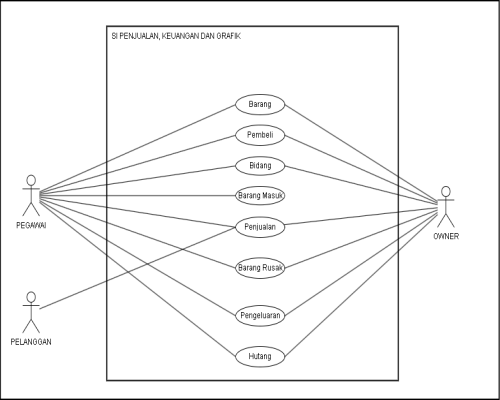 SI PENJUALAN, KEUANGAN DAN GRAFIK
Barang
Pembeli
Bidang
Barang Masuk
PEGAWAI
Penjualan
OWNER
Barang Rusak
Pengeluaran
PELANGGAN
Hutang